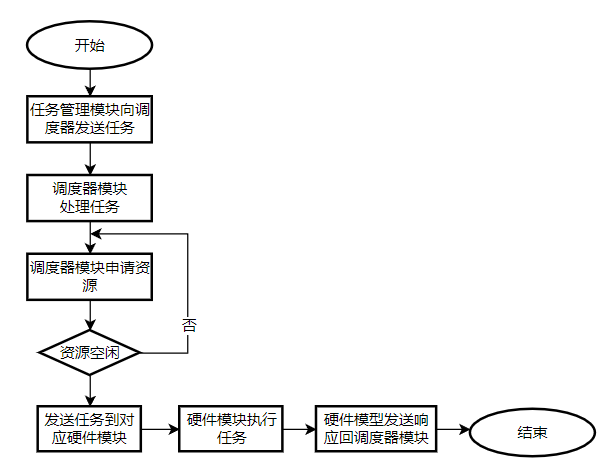 开始
任务管理模块向调
度器发送任务
调度器模块
处理任务
调度器模块申请资
源
否
资源空闲
发送任务到对
应硬件模块
硬件模块执行
任务
硬件模型发送响
应回调度器模块
结束